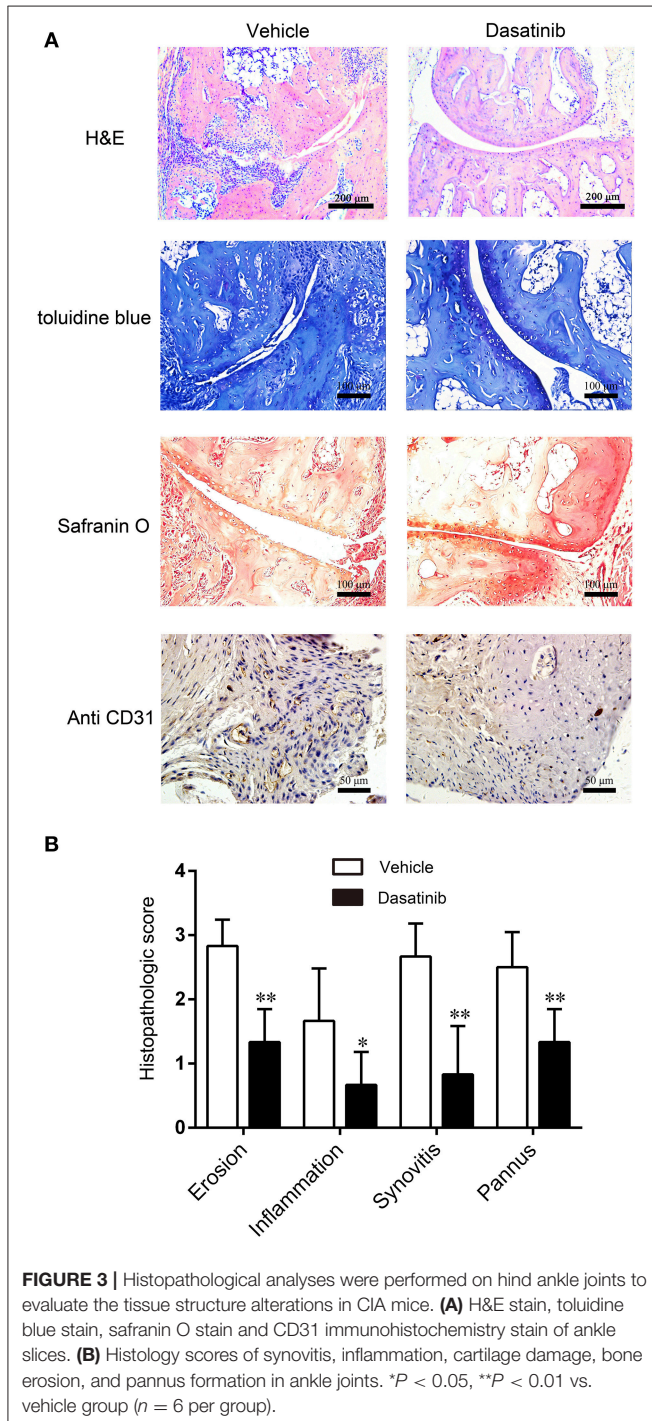 A
Vehicle Dasatinib
H&E
200 μm 200 μm
toluidine blue
100 μm 100 μm
Safranin O
100 μm 100 μm
Anti CD31
50 μm 50 μm
B
4
Vehicle
Dasatinib
3
2
1
0
Histopathologic score
** * ** **
Erosion Inflammation Synovitis Pannus
FIGURE 3 | Histopathological analyses were performed on hind ankle joints to
evaluate the tissue structure alterations in CIA mice. (A) H&E stain, toluidine
blue stain, safranin O stain and CD31 immunohistochemistry stain of ankle
slices. (B) Histology scores of synovitis, inflammation, cartilage damage, bone
erosion, and pannus formation in ankle joints. *P < 0.05, **P < 0.01 vs.
vehicle group (n = 6 per group).